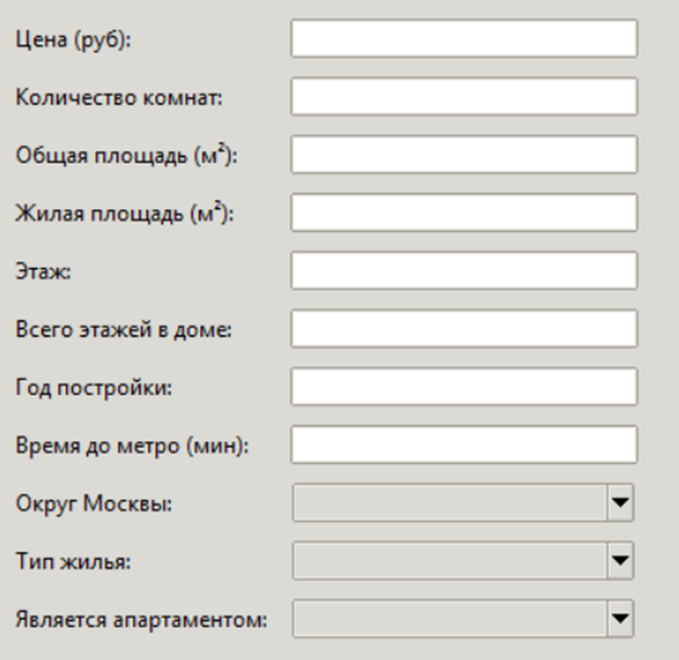 Цена (руб):
Количество комнат:
Общая площадь (м²):
Жилая площадь (м²):
Этаж:
Всего этажей в доме:
Год постройки:
Время до метро (мин):
Округ Москвы:
Тип жилья:
Является апартаментом: